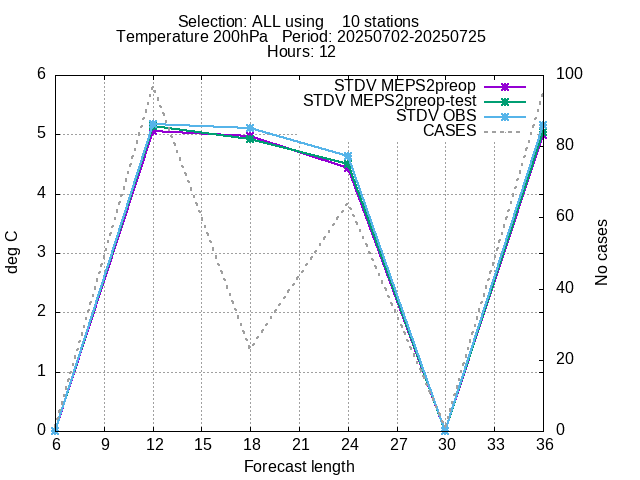 Selection: ALL using    10 stations
Temperature 200hPa   Period: 20250702-20250725
Hours: 12
STDV MEPS2preop
STDV MEPS2preop-test
STDV OBS
CASES
6
5
4
3
2
1
0
deg C
100
80
60
40
20
0
No cases
6 9 12 15 18 21 24 27 30 33 36
Forecast length